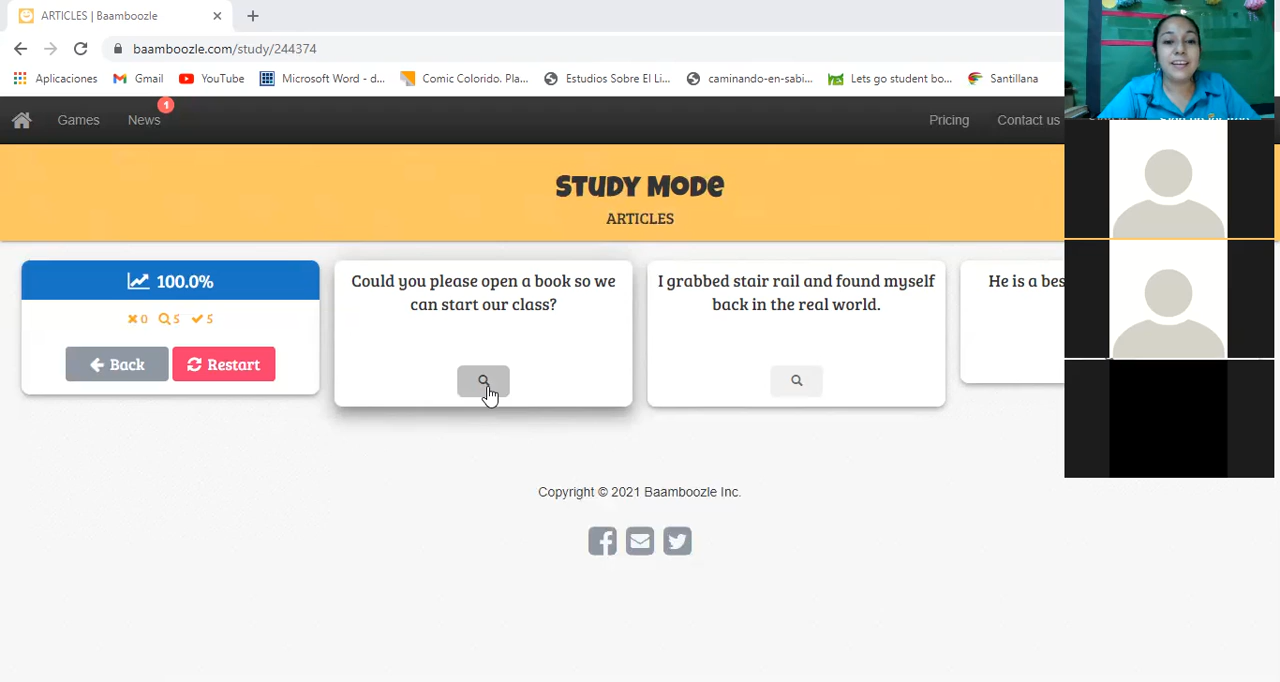 ARTICLES | Baamboozle
baamboozle.com/study/244374
Aplicaciones
Gmail
YouTube
Microsoft Word - d...
Comic Colorido. Pla...
Estudios Sobre El Li...
caminando-en-sabi...
Lets go student bo...
Santillana
Games
News
1
Pricing
Contact us
Study Mode
ARTICLES
100.0%
0
5
5
Back
Restart
Could you please open a book so we
can start our class?
I grabbed stair rail and found myself
back in the real world.
He is a bes
Copyright © 2021 Baamboozle Inc.